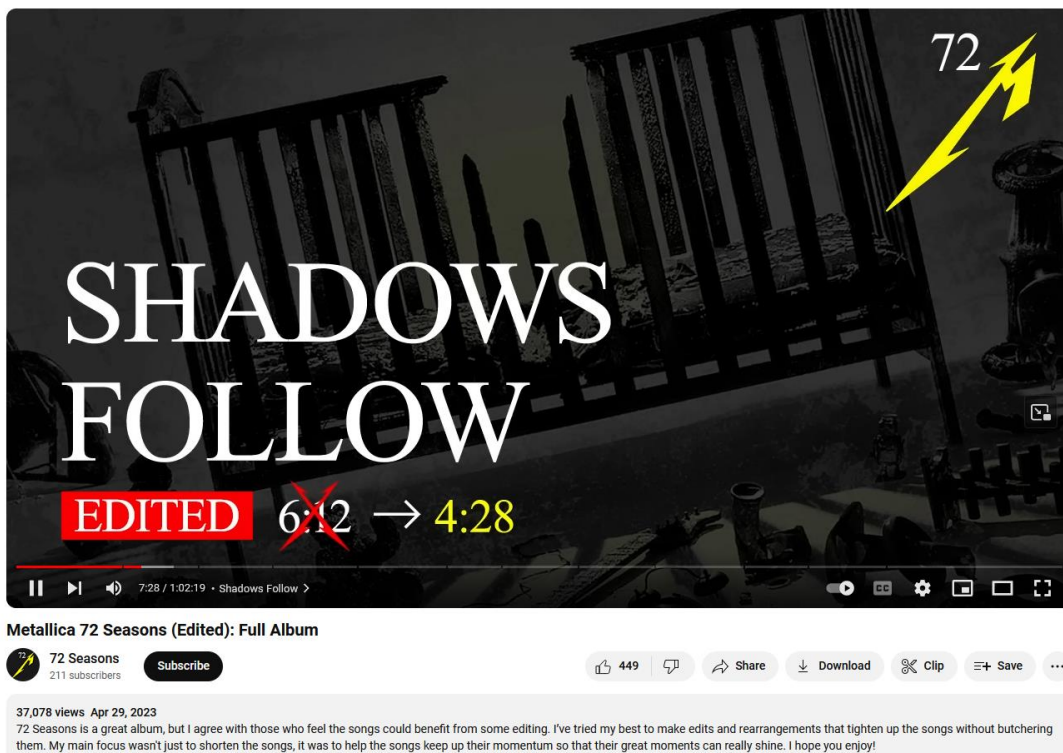 72
SHADOWS
FOLLOW
EDITED 6:12 → 4:28
7:28 / 1:02:19 • Shadows Follow >
CC
Metallica 72 Seasons (Edited): Full Album
72
72 Seasons
211 subscribers
Subscribe
449
Share
Download
Clip
Save
37,078 views Apr 29, 2023
72 Seasons is a great album, but I agree with those who feel the songs could benefit from some editing. I've tried my best to make edits and rearrangements that tighten up the songs without butchering
them. My main focus wasn't just to shorten the songs, it was to help the songs keep up their momentum so that their great moments can really shine. I hope you enjoy!